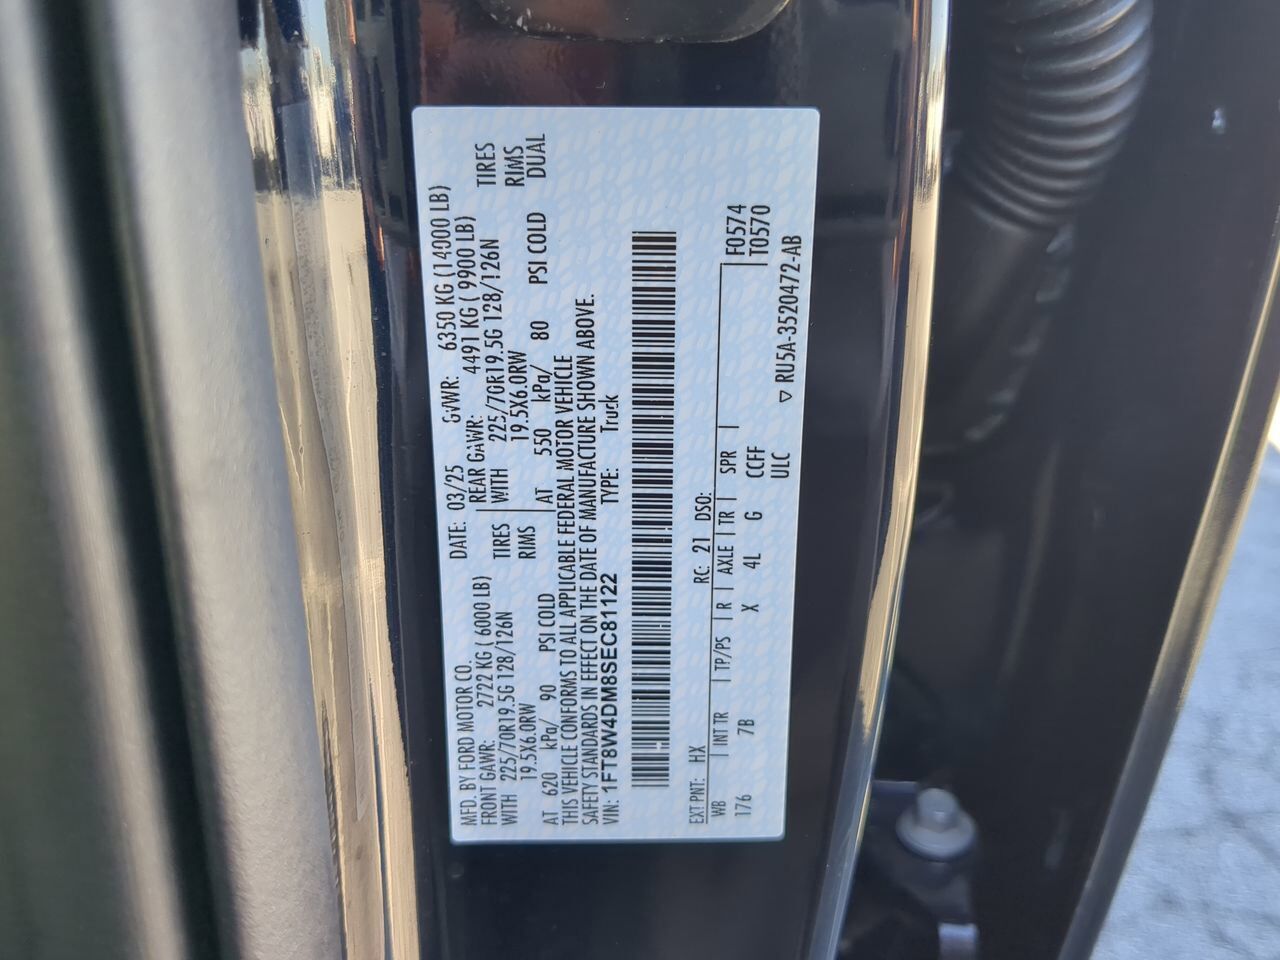 MFD. BY FORD MOTOR CO. DATE: 03/25 GVWR: 6350 KG (14000 LB)
FRONT GAWR: 2722 KG ( 6000 LB) REAR GAWR: 4491 KG ( 9900 LB)
WITH 225/70R19.5G 128/126N TIRES WITH 225/70R19.5G 128/126N TIRES
19.5X6.0RW RIMS 19.5X6.0RW RIMS
AT 620 kPa/ 90 PSI COLD AT 550 kPa/ 80 PSI COLD DUAL
THIS VEHICLE CONFORMS TO ALL APPLICABLE FEDERAL MOTOR VEHICLE
SAFETY STANDARDS IN EFFECT ON THE DATE OF MANUFACTURE SHOWN ABOVE.
VIN: 1FT8W4DM8SEC81122 TYPE: Truck
EXT PNT: HX RC: 21 DSO:
WB INT TR TP/PS R AXLE TR SPR F0574
176 7B X 4L G CCFF T0570
ULC
▽ RU5A-3520472-AB